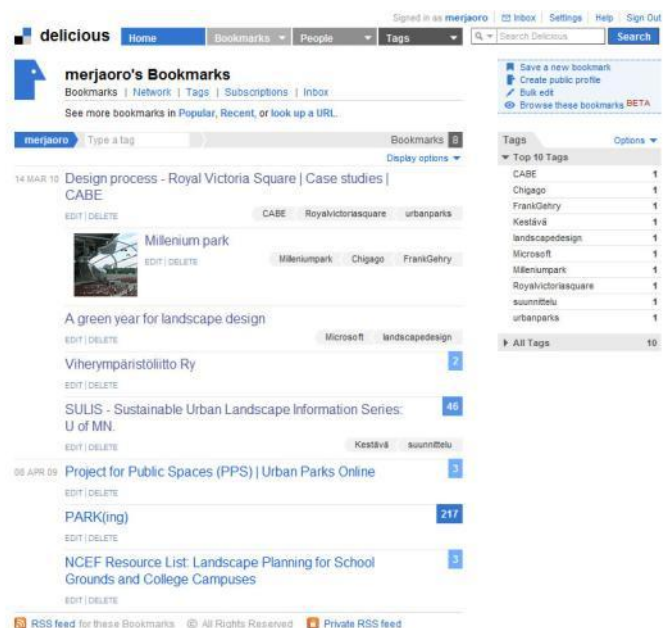 Signed in as merjaoro | Inbox | Settings | Help | Sign Out
delicious Home Bookmarks People Tags Search Delicious Search
merjaoro's Bookmarks
Bookmarks | Network | Tags | Subscriptions | Inbox
See more bookmarks in Popular, Recent, or look up a URL.
Save a new bookmark
Create public profile
Bulk edit
Browse these bookmarks BETA
merjaoro Type a tag Bookmarks 8
Display options
14 MAR 10 Design process - Royal Victoria Square | Case studies |
CABE
EDIT | DELETE CABE Royalvictoriasquare urbanparks
Millenium park
EDIT | DELETE Milleniumpark Chigago FrankGehry
A green year for landscape design
EDIT | DELETE Microsoft landscapedesign
Viherympäristöliitto Ry 2
EDIT | DELETE
SULIS - Sustainable Urban Landscape Information Series: 46
U of MN.
EDIT | DELETE Kestävä suunnittelu
08 APR 09 Project for Public Spaces (PPS) | Urban Parks Online 3
EDIT | DELETE
PARK(ing) 217
EDIT | DELETE
NCEF Resource List: Landscape Planning for School 3
Grounds and College Campuses
EDIT | DELETE
RSS feed for these Bookmarks © All Rights Reserved Private RSS feed
Tags Options
Top 10 Tags
CABE 1
Chigago 1
FrankGehry 1
Kestävä 1
landscapedesign 1
Microsoft 1
Milleniumpark 1
Royalvictoriasquare 1
suunnittelu 1
urbanparks 1
All Tags 10